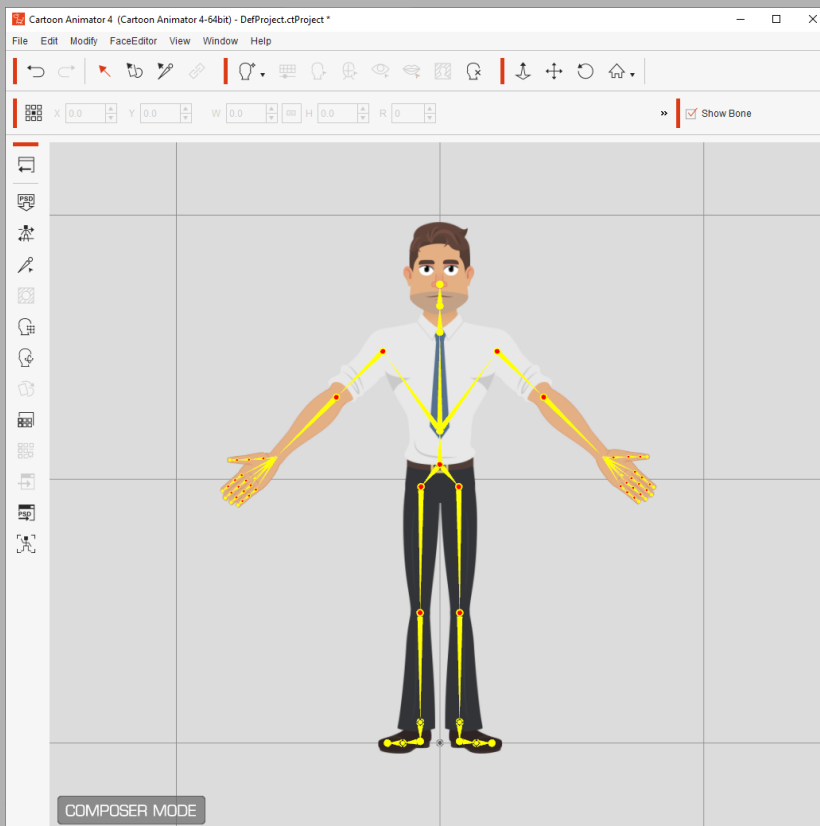 Cartoon Animator 4 (Cartoon Animator 4-64bit) - DefProject.ctProject *
File Edit Modify FaceEditor View Window Help
X 0.0 Y 0.0 W 0.0 H 0.0 R 0 » Show Bone
PSD
PSD
COMPOSER MODE